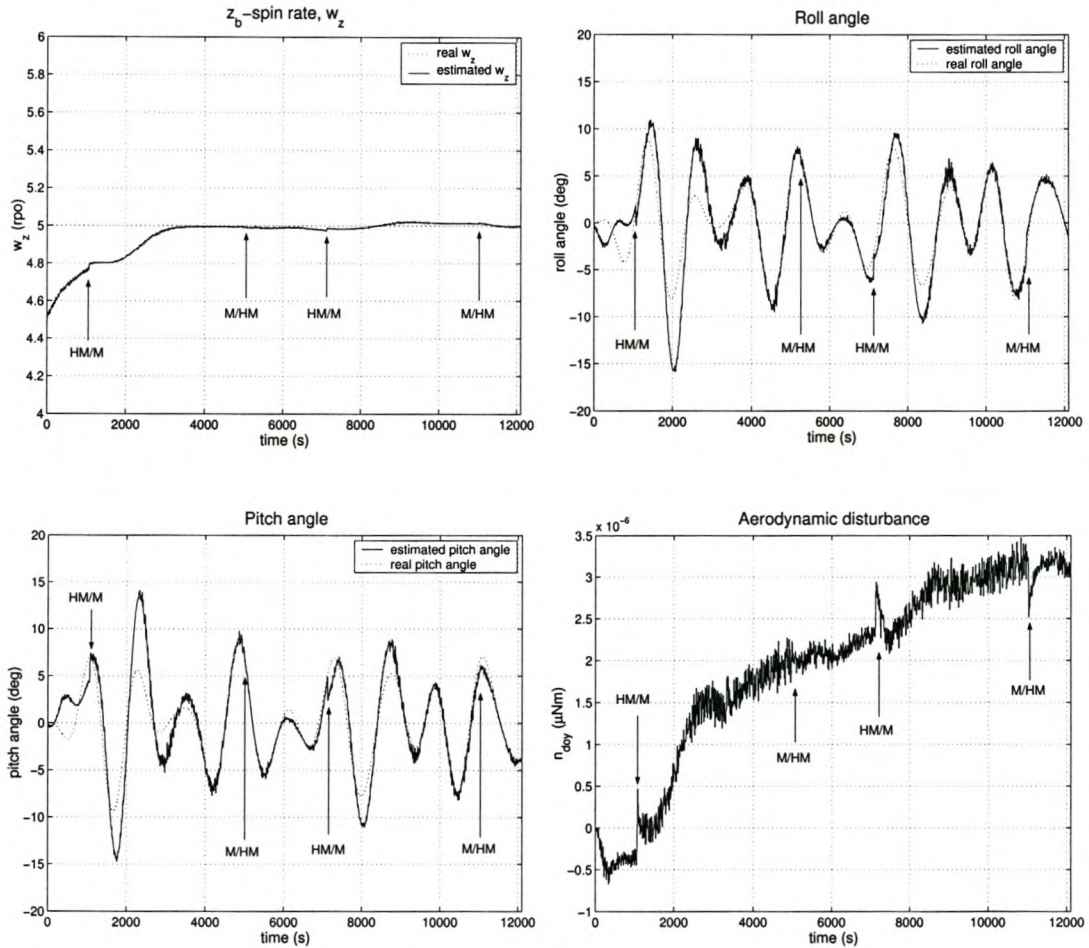 z_b−spin rate, w_z
real w_z
estimated w_z
6
5.8
5.6
5.4
5.2
5
4.8
4.6
4.4
4.2
4
w_z (rpo)
HM/M
M/HM
HM/M
M/HM
0
2000
4000
6000
8000
10000
12000
time (s)
Roll angle
estimated roll angle
real roll angle
20
15
10
5
0
−5
−10
−15
−20
roll angle (deg)
HM/M
M/HM
HM/M
M/HM
0
2000
4000
6000
8000
10000
12000
time (s)
Pitch angle
estimated pitch angle
real pitch angle
20
15
10
5
0
−5
−10
−15
−20
pitch angle (deg)
HM/M
M/HM
HM/M
M/HM
0
2000
4000
6000
8000
10000
12000
time (s)
Aerodynamic disturbance
x 10^−6
3.5
3
2.5
2
1.5
1
0.5
0
−0.5
−1
n_doy (μNm)
HM/M
M/HM
HM/M
M/HM
0
2000
4000
6000
8000
10000
12000
time (s)